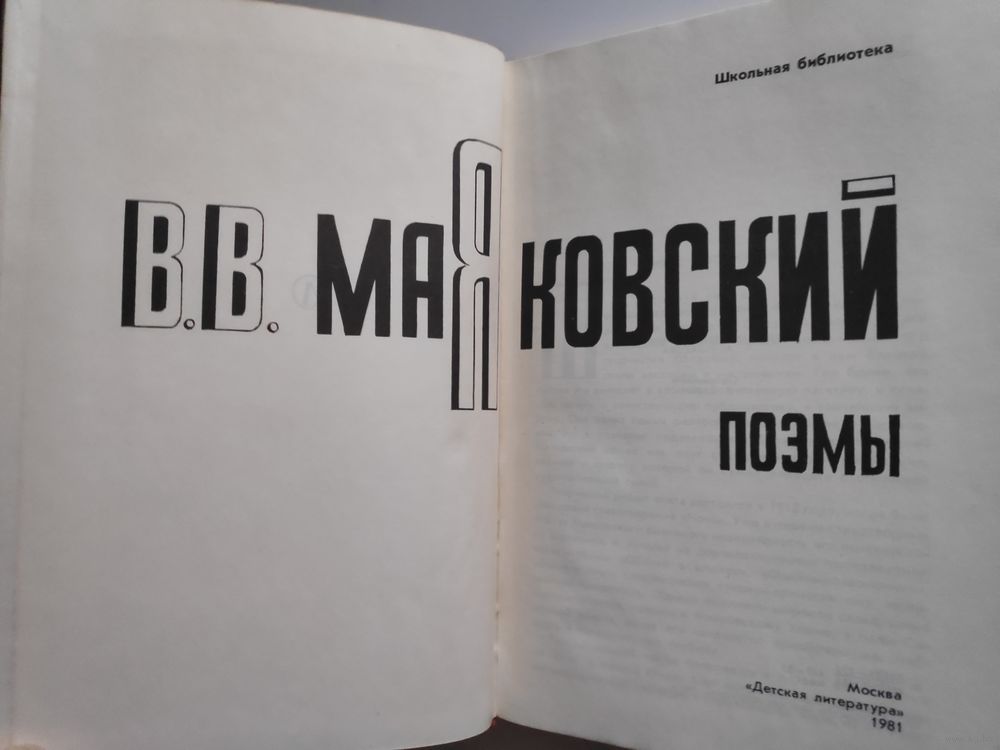 Школьная библиотека
В.В. МАЯКОВСКИЙ
ПОЭМЫ
Москва
«Детская литература»
1981